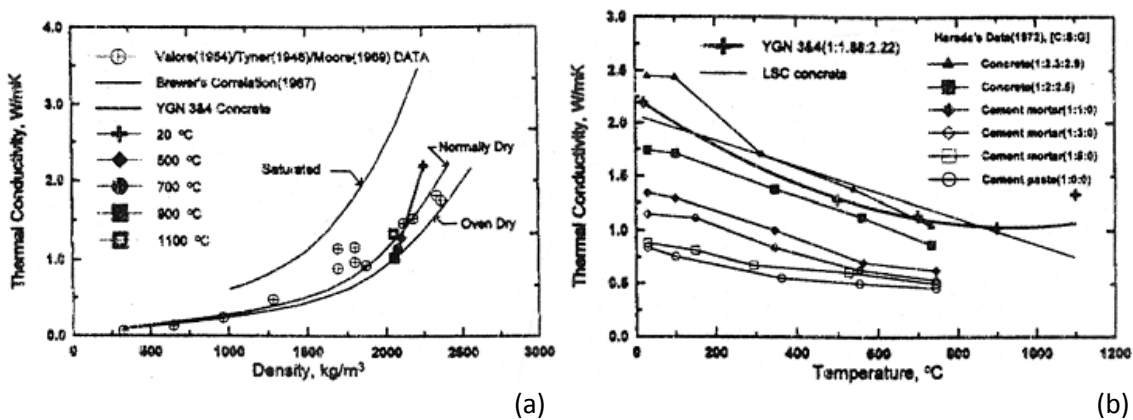 4.0
3.0
2.0
1.0
0.0
Thermal Conductivity, W/mK
Valore(1954)/Tyner(1946)/Moore(1969) DATA
Brewer's Correlation(1967)
YGN 3&4 Concrete
20 ºC
500 ºC
700 ºC
900 ºC
1100 ºC
Saturated
Normally Dry
Oven Dry
0
500
1000
1500
2000
2500
3000
Density, kg/m³
(a)
3.0
2.5
2.0
1.5
1.0
0.5
0.0
Thermal Conductivity, W/mK
YGN 3&4(1:1.88:2.22)
LSC concrete
Harada's Data(1972), [C:S:G]
Concrete(1:2.3:2.9)
Concrete(1:2:2.5)
Cement mortar(1:1:0)
Cement mortar(1:3:0)
Cement mortar(1:5:0)
Cement paste(1:0:0)
0
200
400
600
800
1000
1200
Temperature, ºC
(b)